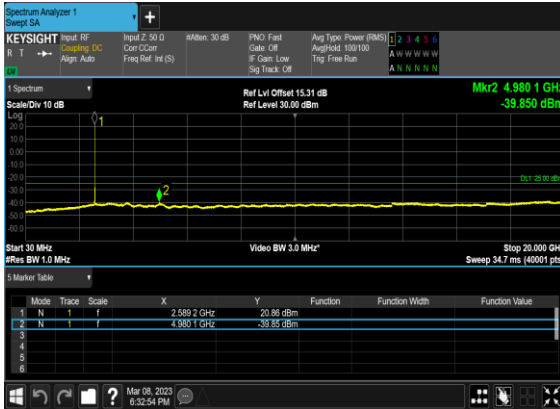 Spectrum Analyzer 1
Swept SA
+
KEYSIGHT Input: RF Input Z: 50 Ω #Atten: 30 dB PNO: Fast Avg Type: Power (RMS) 1 2 3 4 5 6
R T Coupling: DC Corr CCorr Gate: Off Avg|Hold: 100/100 A W W W W W
Align: Auto Freq Ref: Int (S) IF Gain: Low Trig: Free Run
Sig Track: Off A N N N N N
1 Spectrum Ref Lvl Offset 15.31 dB Mkr2 4.980 1 GHz
Scale/Div 10 dB Ref Level 30.00 dBm -39.850 dBm
Log
20.0
10.0
0.00
-10.0
-20.0
-30.0
-40.0
-50.0
-60.0
1
2
Start 30 MHz Video BW 3.0 MHz* Stop 20.000 GH
#Res BW 1.0 MHz Sweep 34.7 ms (40001 pts
5 Marker Table
Mode Trace Scale X Y Function Function Width Function Value
1 N 1 f 2.589 2 GHz 20.86 dBm
2 N 1 f 4.980 1 GHz -39.85 dBm
3
4
5
6
? Mar 08, 2023
6:32:54 PM